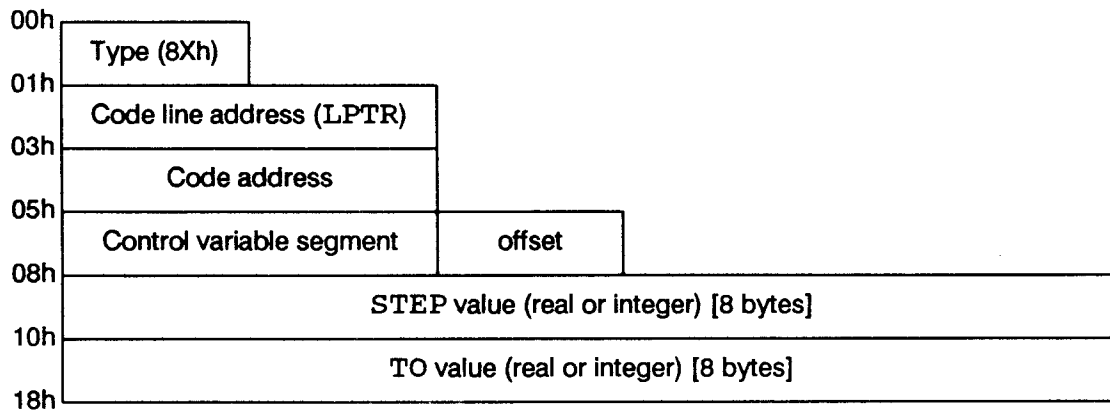 00h
Type (8Xh)
01h
Code line address (LPTR)
03h
Code address
05h
Control variable segment offset
08h
STEP value (real or integer) [8 bytes]
10h
TO value (real or integer) [8 bytes]
18h